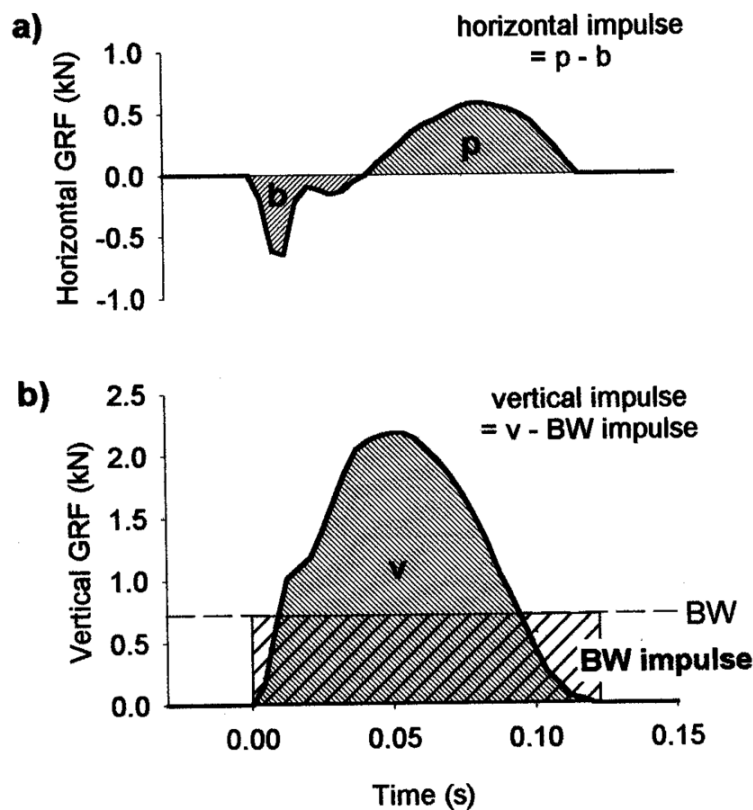 a)
horizontal impulse
= p - b
Horizontal GRF (kN)
1.0
0.5
0.0
-0.5
-1.0
b
p
b)
vertical impulse
= v - BW impulse
Vertical GRF (kN)
2.5
2.0
1.5
1.0
0.5
0.0
v
BW
BW impulse
0.00 0.05 0.10 0.15
Time (s)